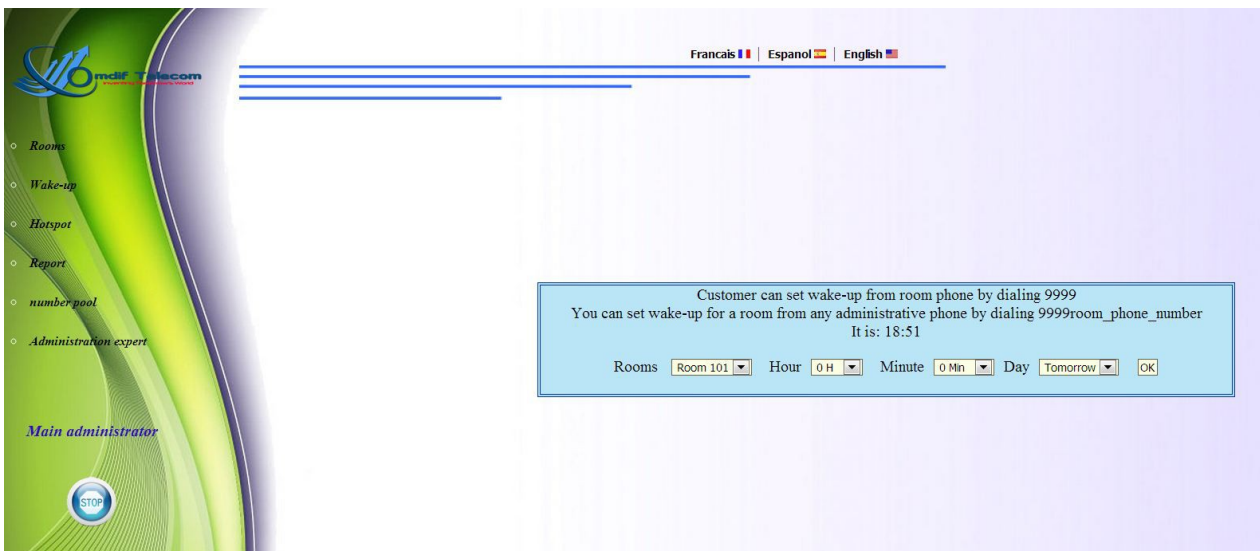 Francais | Espanol | English
Omdif Telecom
Rooms
Wake-up
Hotspot
Report
number pool
Administration expert
Customer can set wake-up from room phone by dialing 9999
You can set wake-up for a room from any administrative phone by dialing 9999room_phone_number
It is: 18:51
Rooms Room 101 Hour 0 H Minute 0 Min Day Tomorrow OK
Main administrator
STOP